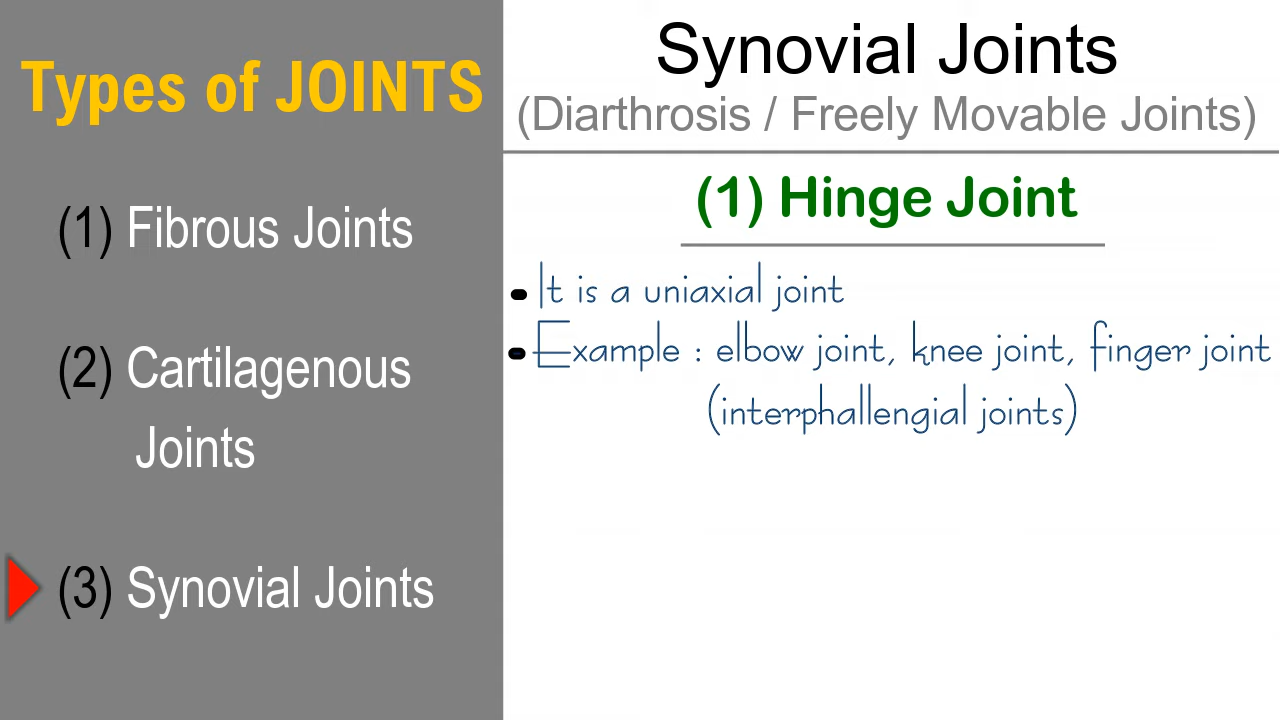 Types of JOINTS
(1) Fibrous Joints
(2) Cartilagenous
Joints
(3) Synovial Joints
Synovial Joints
(Diarthrosis / Freely Movable Joints)
(1) Hinge Joint
• It is a uniaxial joint
• Example : elbow joint, knee joint, finger joint
(interphallengial joints)